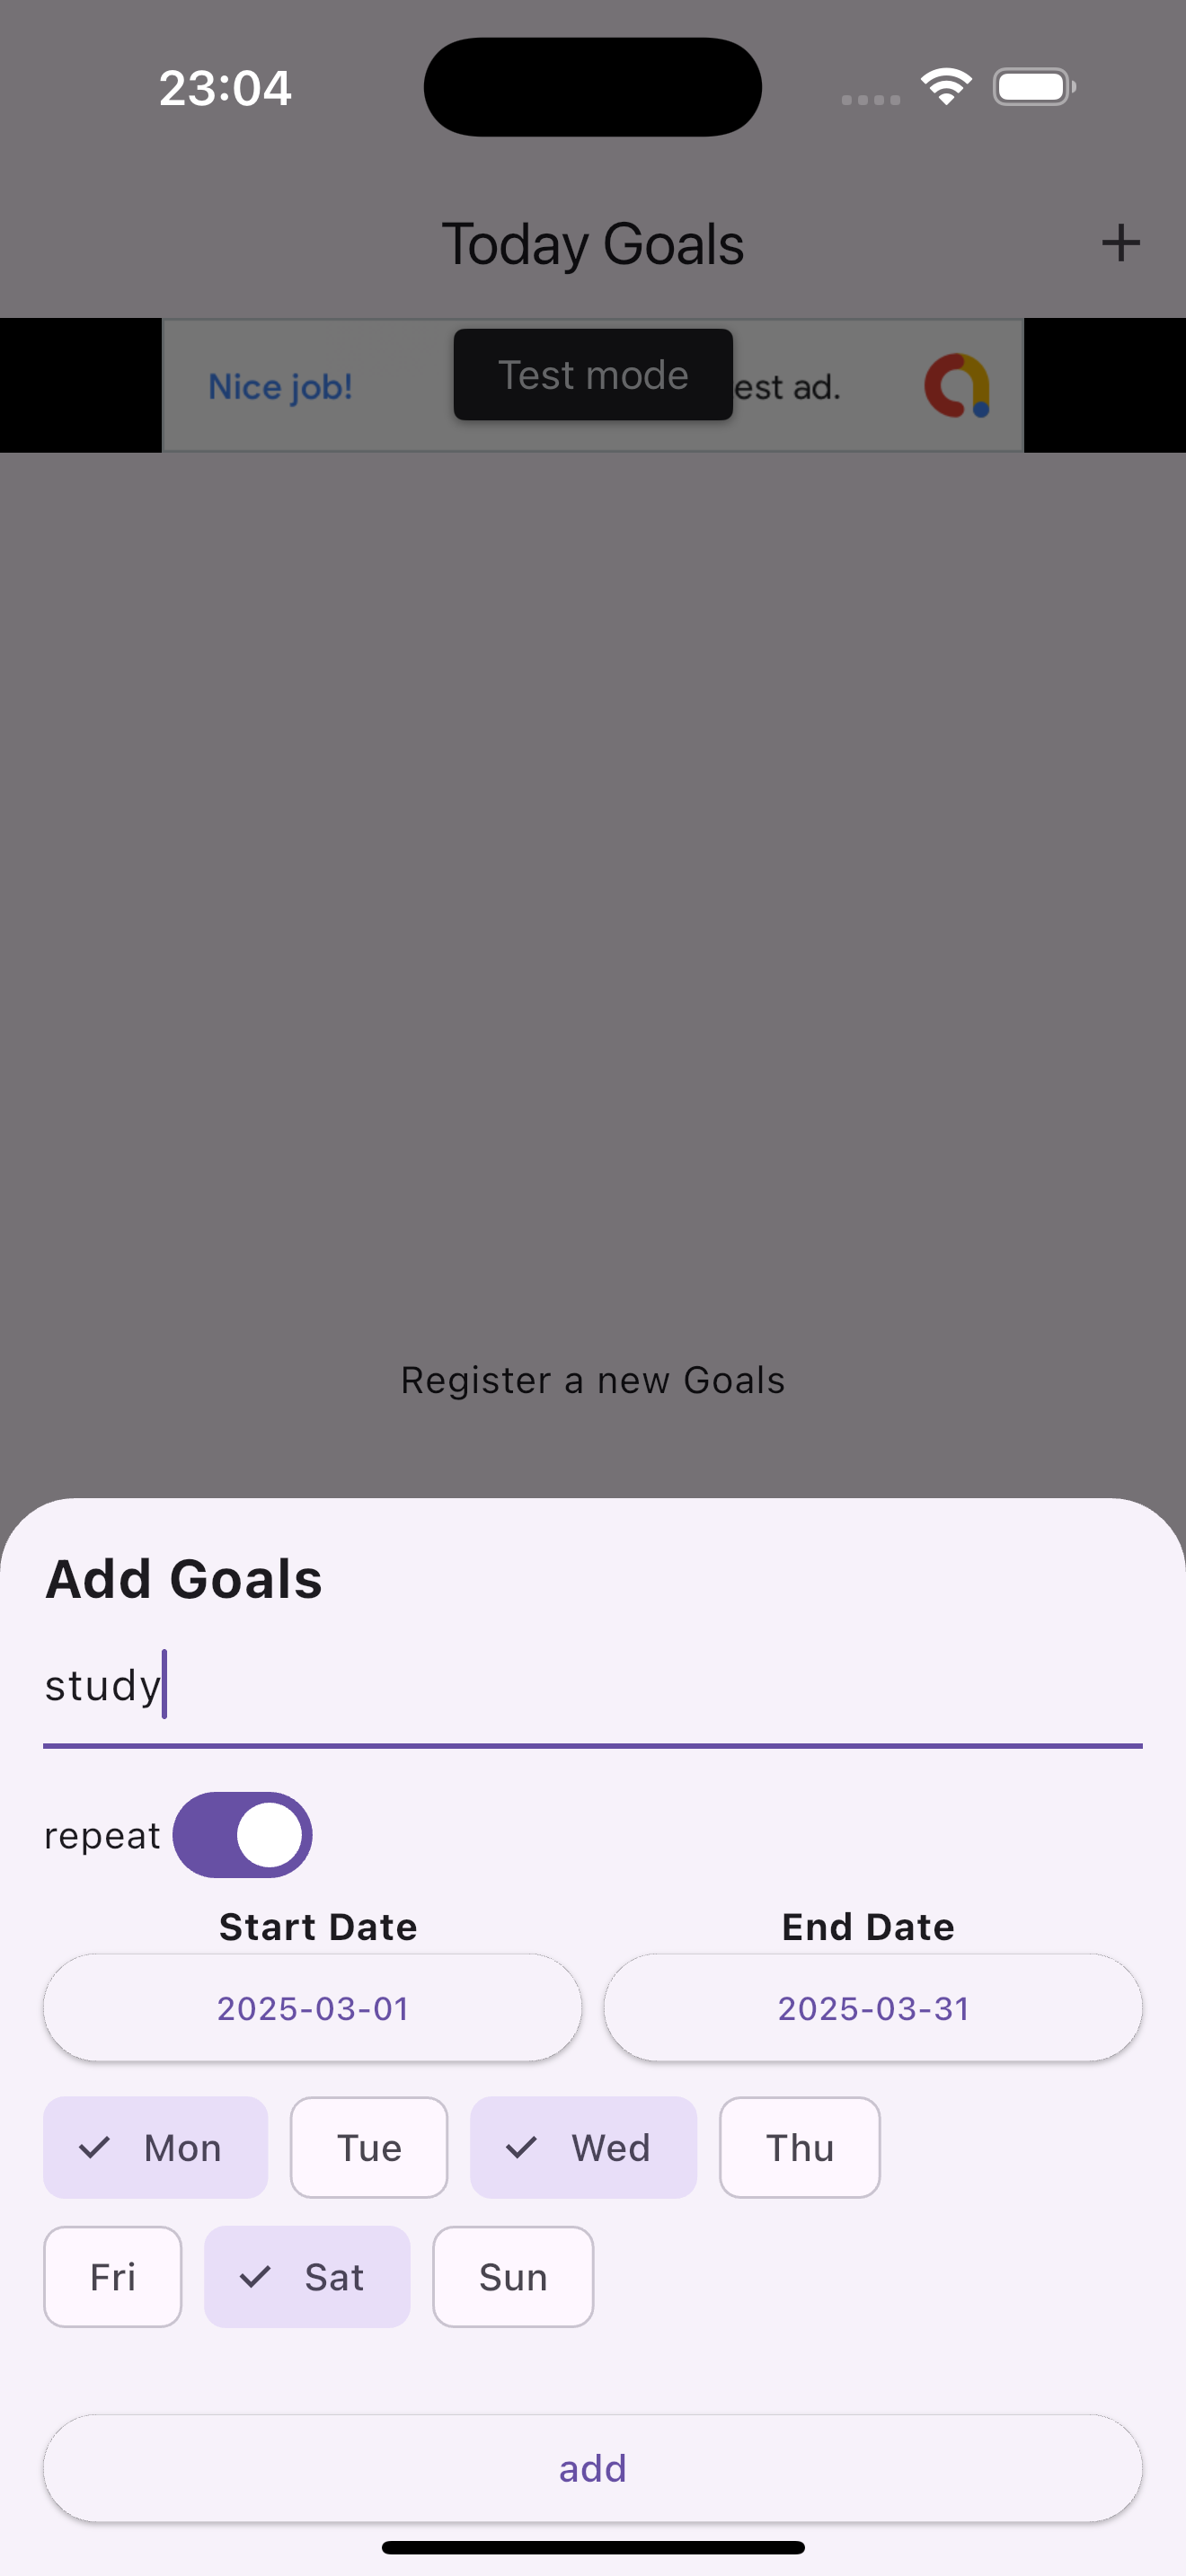 23:04
Today Goals +
Nice job! Test mode est ad.
Register a new Goals
Add Goals
study
repeat
Start Date End Date
2025-03-01 2025-03-31
Mon Tue Wed Thu
Fri Sat Sun
add